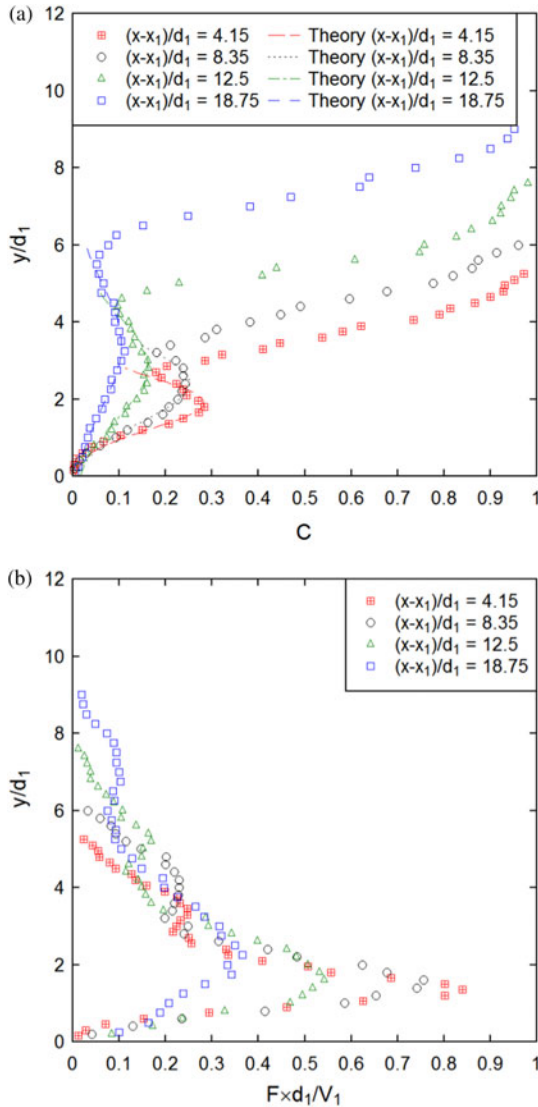 (a)
12
10
8
6
4
2
0
y/d1
(x-x1)/d1 = 4.15
(x-x1)/d1 = 8.35
(x-x1)/d1 = 12.5
(x-x1)/d1 = 18.75
Theory (x-x1)/d1 = 4.15
Theory (x-x1)/d1 = 8.35
Theory (x-x1)/d1 = 12.5
Theory (x-x1)/d1 = 18.75
0 0.1 0.2 0.3 0.4 0.5 0.6 0.7 0.8 0.9 1
C
(b)
12
10
8
6
4
2
0
y/d1
(x-x1)/d1 = 4.15
(x-x1)/d1 = 8.35
(x-x1)/d1 = 12.5
(x-x1)/d1 = 18.75
0 0.1 0.2 0.3 0.4 0.5 0.6 0.7 0.8 0.9 1
F×d1/V1